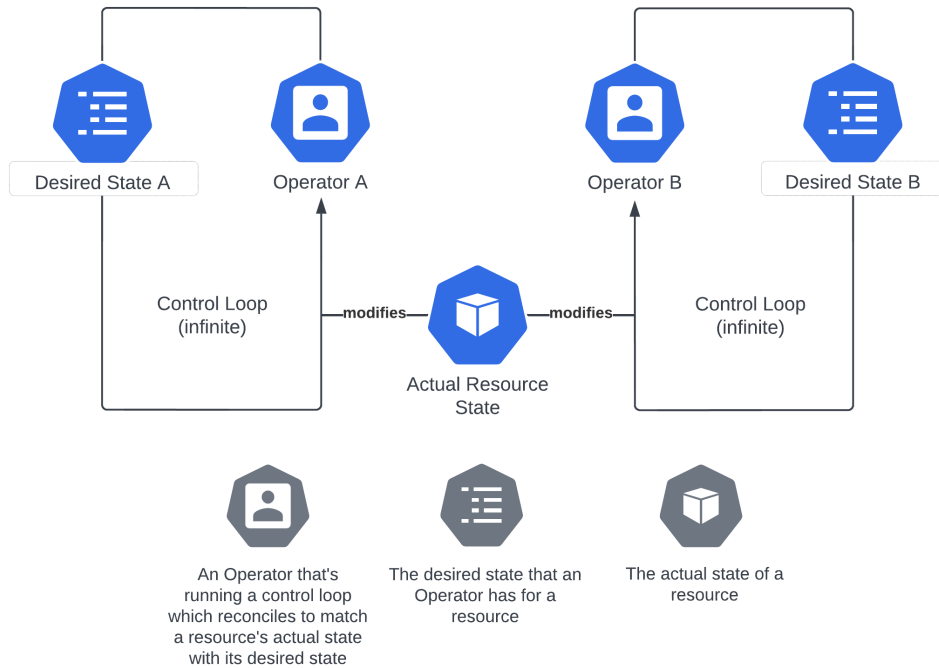 Desired State A
Operator A
Operator B
Desired State B
Control Loop
(infinite)
modifies
modifies
Control Loop
(infinite)
Actual Resource
State
An Operator that's
running a control loop
which reconciles to match
a resource's actual state
with its desired state
The desired state that an
Operator has for a
resource
The actual state of a
resource